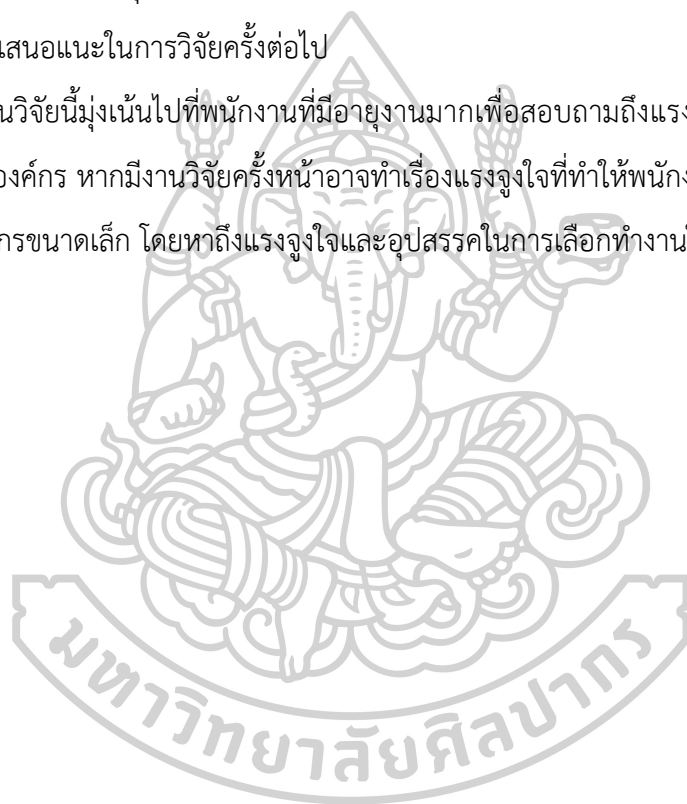 เสนอแนะในการวิจัยครั้งต่อไป
นวิจัยนี้มุ่งเน้นไปที่พนักงานที่มีอายุงานมากเพื่อสอบถามถึงแรง
องค์กร หากมีงานวิจัยครั้งหน้าอาจทำเรื่องแรงจูงใจที่ทำให้พนักง
กรขนาดเล็ก โดยหาถึงแรงจูงใจและอุปสรรคในการเลือกทำงาน
มหาวิทยาลัยศิลปากร